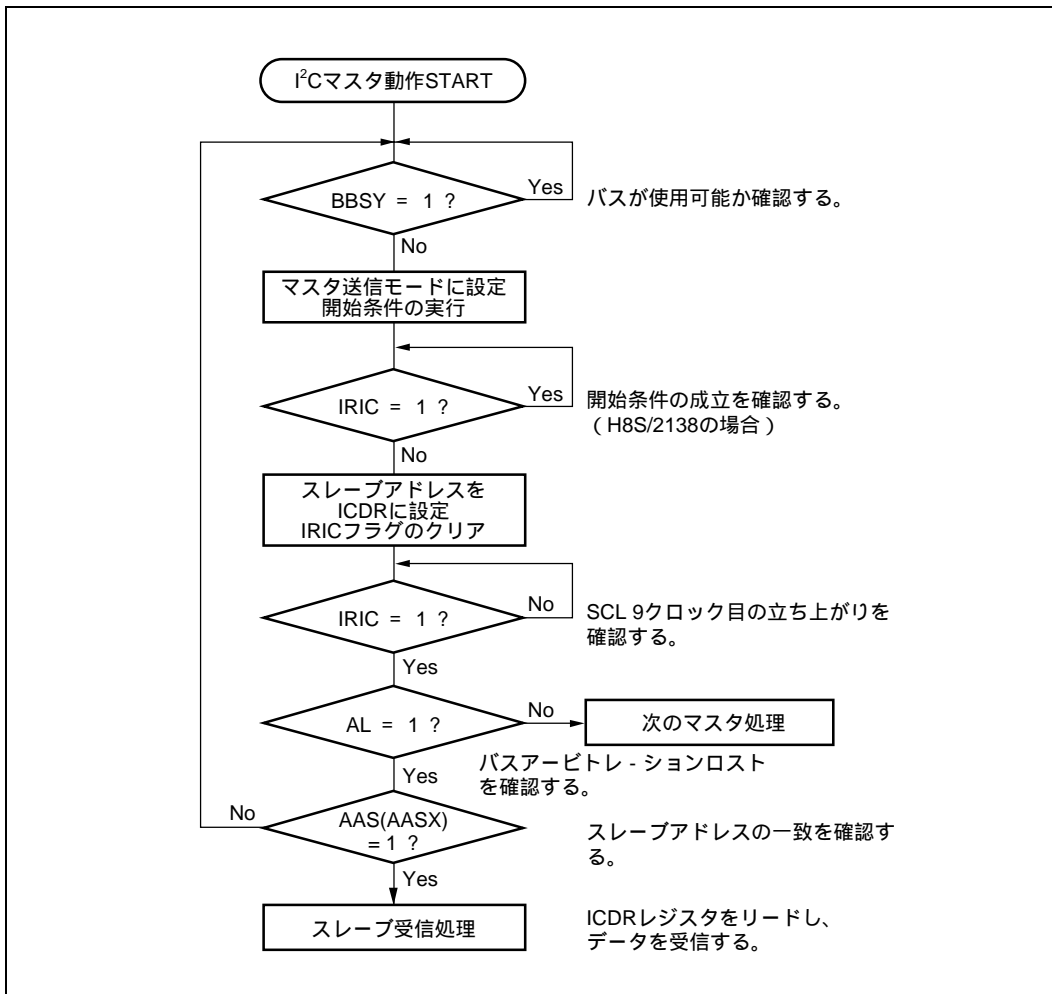 I²Cマスタ動作START
BBSY = 1 ?
Yes
バスが使用可能か確認する。
No
マスタ送信モードに設定
開始条件の実行
IRIC = 1 ?
Yes
開始条件の成立を確認する。
( H8S/2138の場合 )
No
スレーブアドレスを
ICDRに設定
IRICフラグのクリア
IRIC = 1 ?
No
SCL 9クロック目の立ち上がりを
確認する。
Yes
AL = 1 ?
No
次のマスタ処理
バスアービトレ - ションロスト
を確認する。
Yes
No
AAS(AASX)
= 1 ?
スレーブアドレスの一致を確認す
る。
Yes
スレーブ受信処理
ICDRレジスタをリードし、
データを受信する。